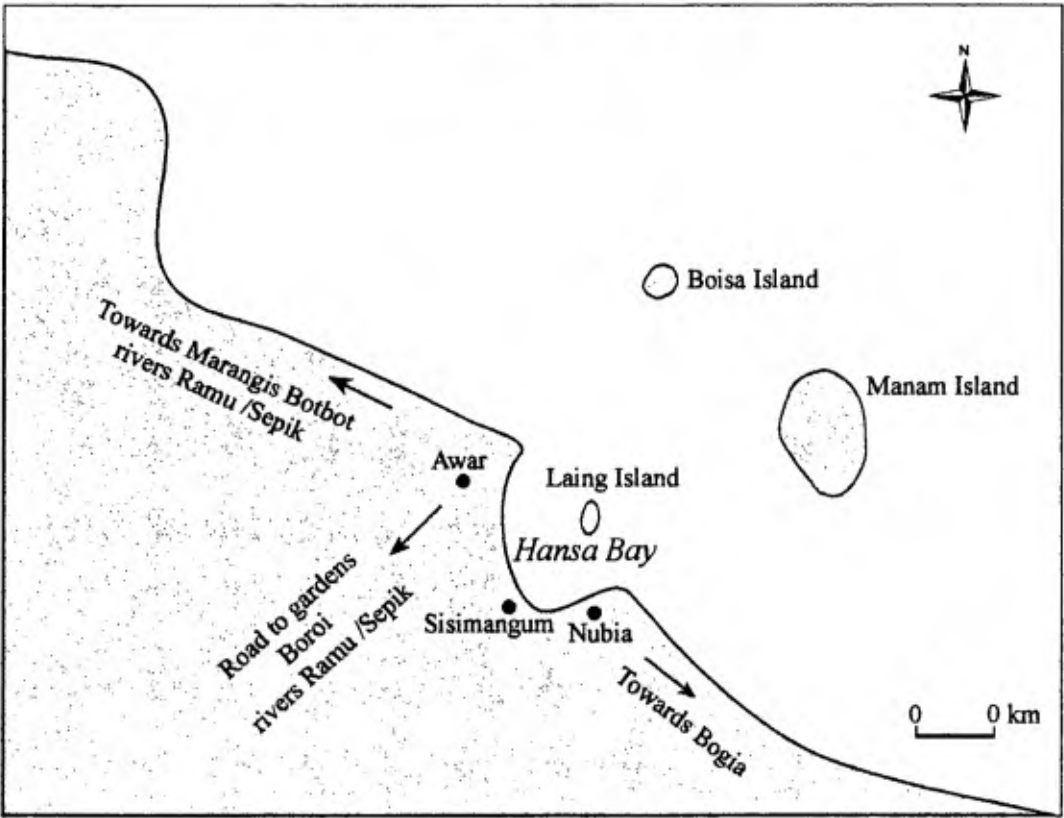 N
Boisa Island
Manam Island
Towards Marangis Botbot
rivers Ramu /Sepik
Awar
Laing Island
Hansa Bay
Road to gardens
Boroi
rivers Ramu /Sepik
Sisimangum
Nubia
Towards Bogia
0 0 km